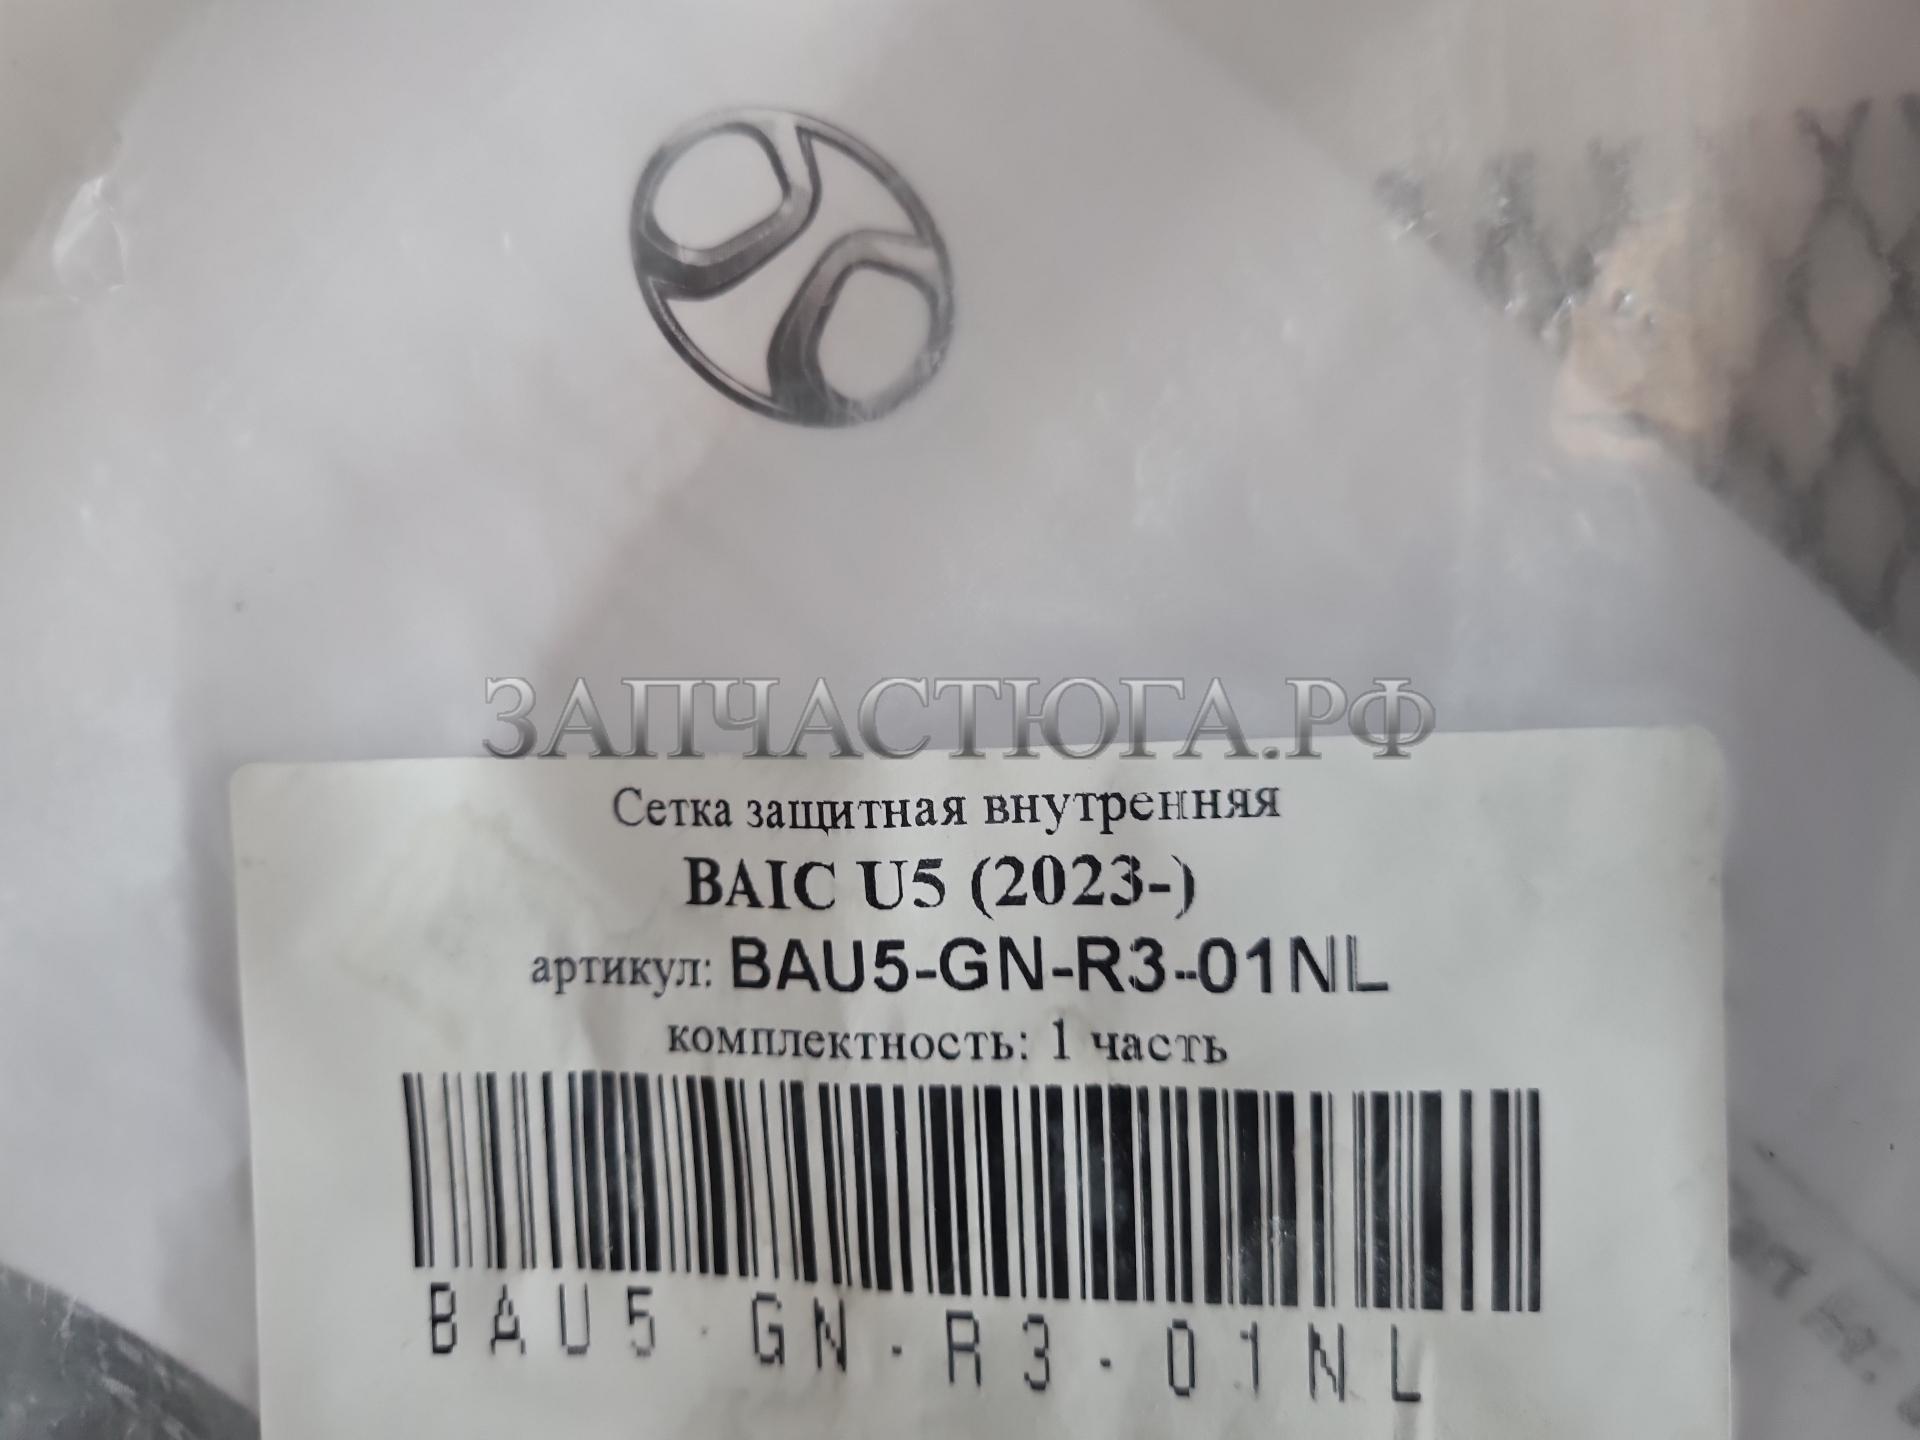 ЗАПЧАСТЮГА.РФ
Сетка защитная внутренняя
BAIC U5 (2023-)
артикул: BAU5-GN-R3-01NL
комплектность: 1 часть
BAU5-GN-R3-01NL